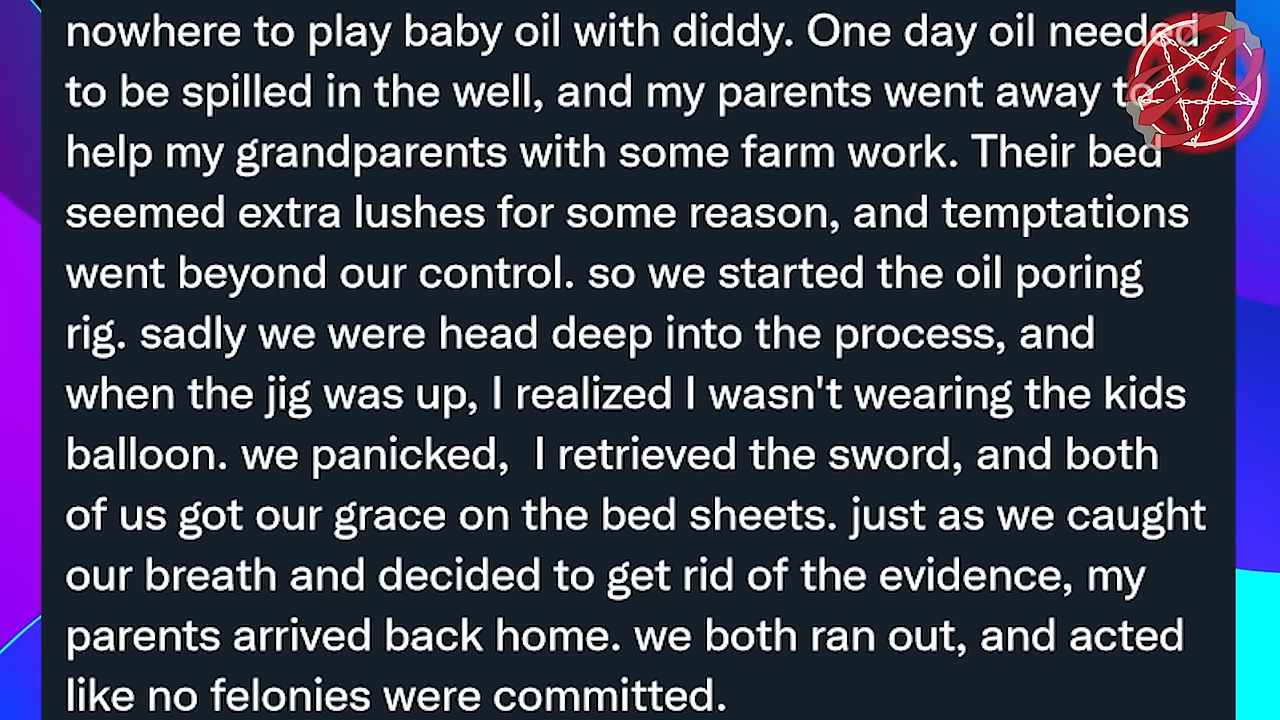 nowhere to play baby oil with diddy. One day oil needed
to be spilled in the well, and my parents went away to
help my grandparents with some farm work. Their bed
seemed extra lushes for some reason, and temptations
went beyond our control. so we started the oil poring
rig. sadly we were head deep into the process, and
when the jig was up, I realized I wasn't wearing the kids
balloon. we panicked,  I retrieved the sword, and both
of us got our grace on the bed sheets. just as we caught
our breath and decided to get rid of the evidence, my
parents arrived back home. we both ran out, and acted
like no felonies were committed.